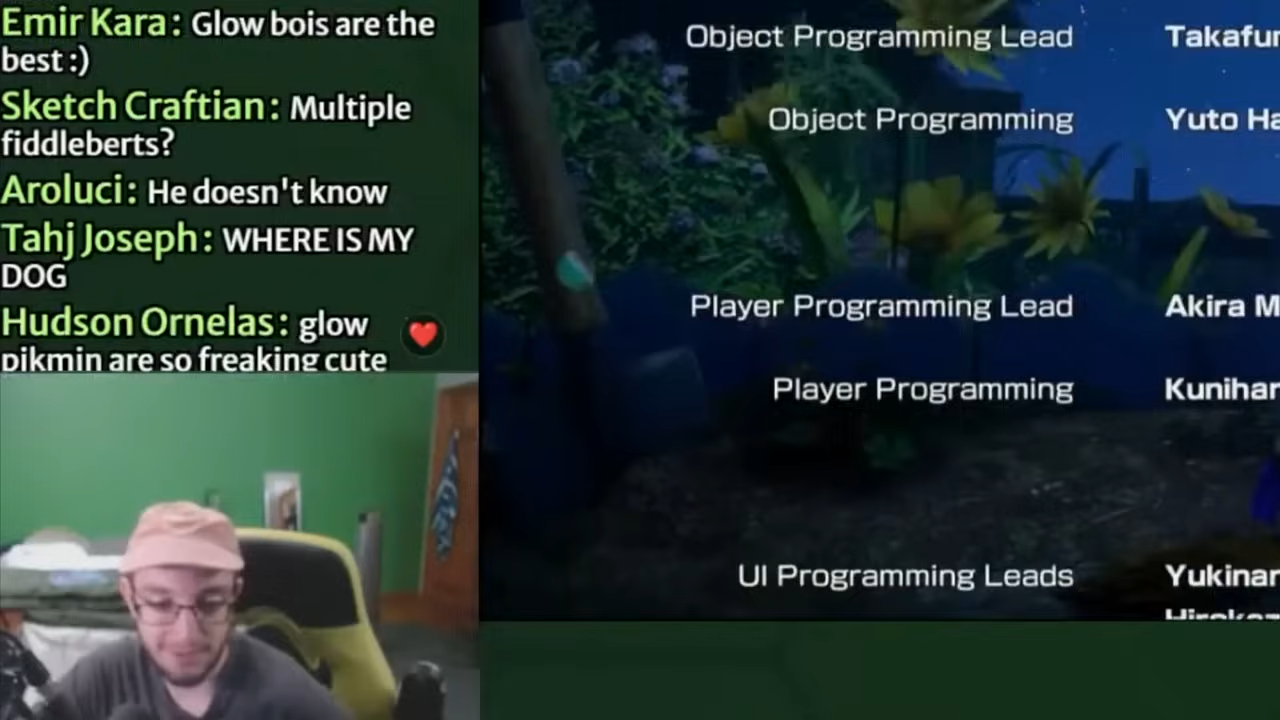 Emir Kara: Glow bois are the
best :)
Sketch Craftian: Multiple
fiddleberts?
Aroluci: He doesn't know
Tahj Joseph: WHERE IS MY
DOG
Hudson Ornelas: glow
pikmin are so freaking cute
Object Programming Lead
Object Programming
Yuto
Player Programming Lead
Akira
Player Programming
UI Programming Leads